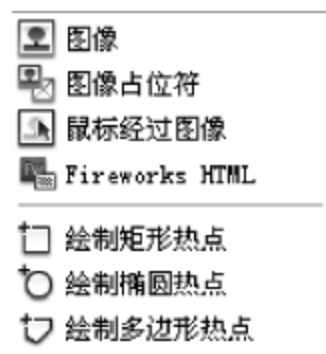 图像
图像占位符
鼠标经过图像
Fireworks HTML
绘制矩形热点
绘制椭圆热点
绘制多边形热点